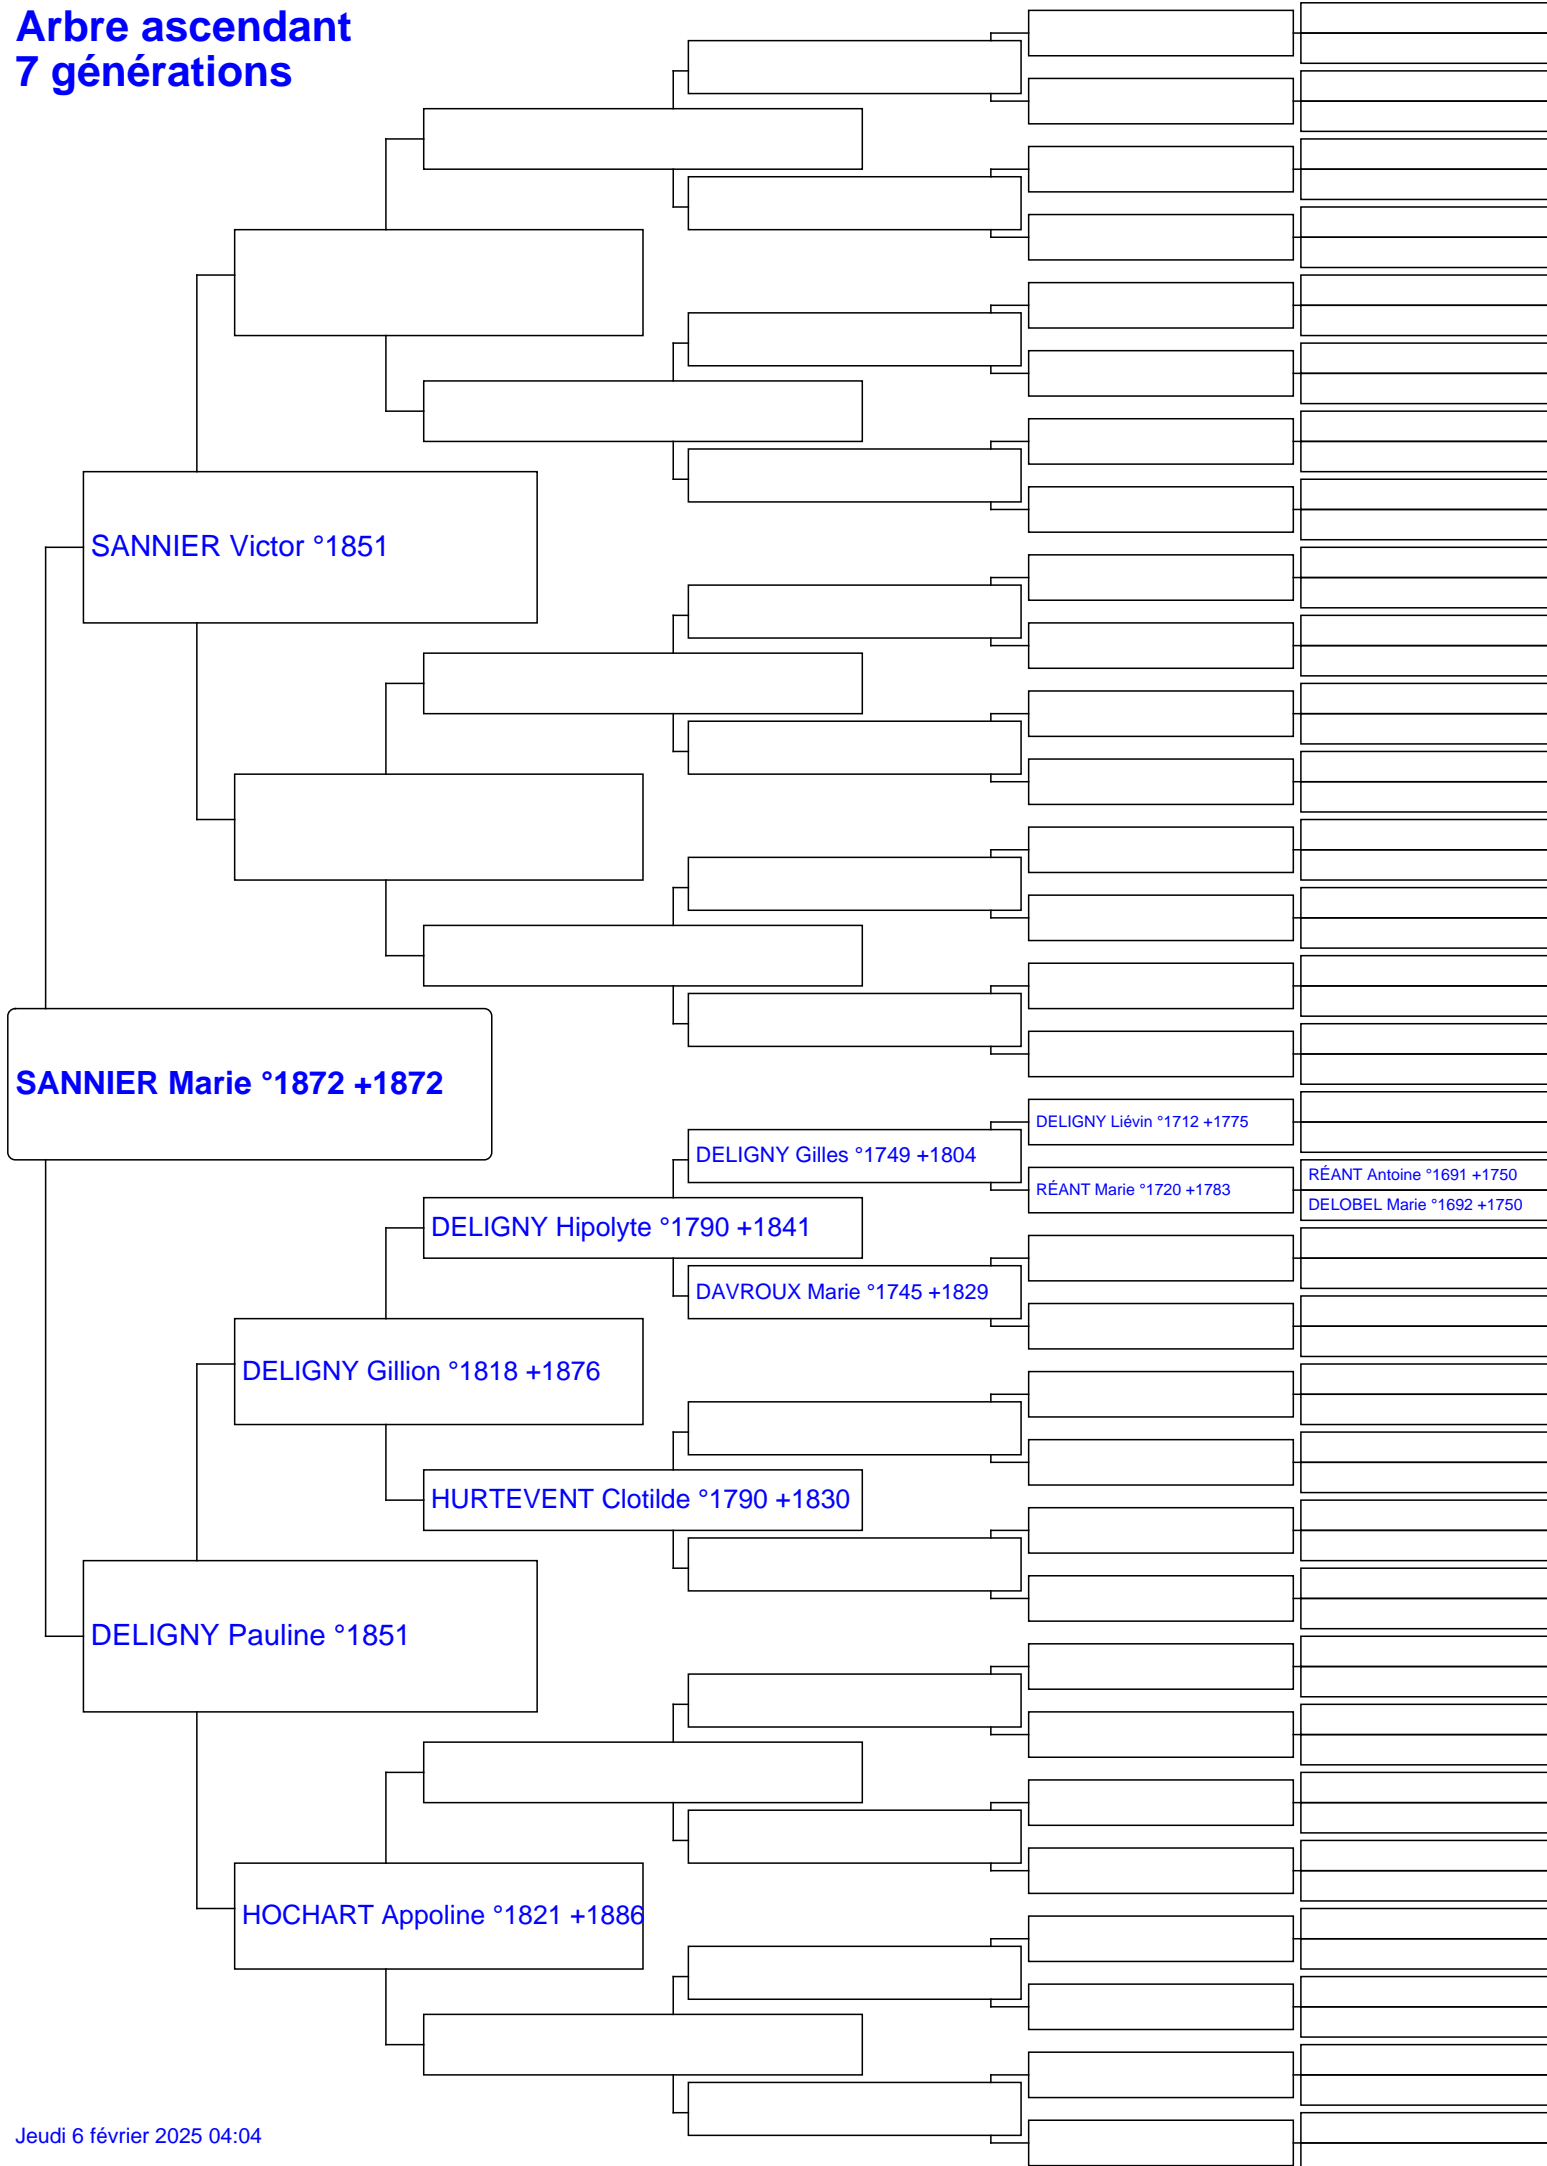 Arbre ascendant
7 générations
SANNIER Victor °1851
SANNIER Marie °1872 +1872
DELIGNY Liévin °1712 +1775
DELIGNY Gilles °1749 +1804
RÉANT Antoine °1691 +1750
RÉANT Marie °1720 +1783
DELOBEL Marie °1692 +1750
DELIGNY Hipolyte °1790 +1841
DAVROUX Marie °1745 +1829
DELIGNY Gillion °1818 +1876
HURTEVENT Clotilde °1790 +1830
DELIGNY Pauline °1851
HOCHART Appoline °1821 +1886
Jeudi 6 février 2025 04:04